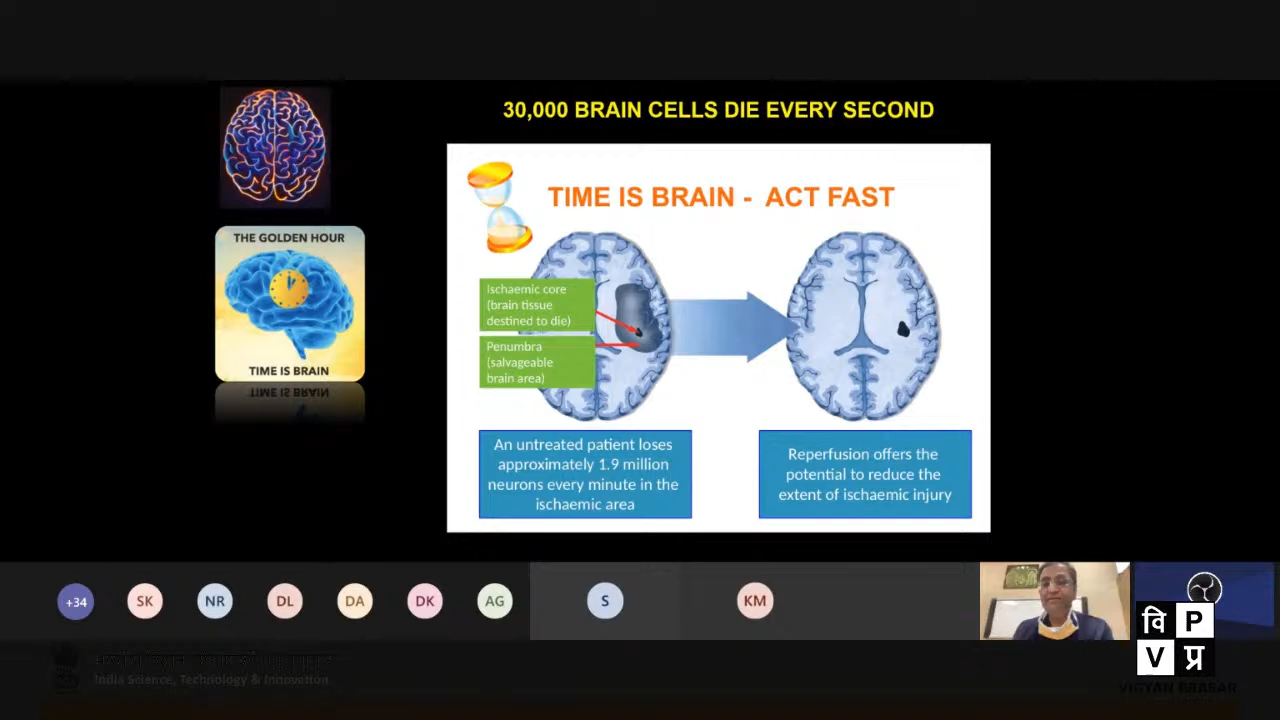 30,000 BRAIN CELLS DIE EVERY SECOND
THE GOLDEN HOUR
TIME IS BRAIN
TIME IS BRAIN
TIME IS BRAIN - ACT FAST
Ischaemic core
(brain tissue
destined to die)
Penumbra
(salvageable
brain area)
An untreated patient loses
approximately 1.9 million
neurons every minute in the
ischaemic area
Reperfusion offers the
potential to reduce the
extent of ischaemic injury
+34
SK
NR
DL
DA
DK
AG
S
KM
वि P
V प्र
India Science, Technology & Innovation
VIGYAN PRASAR